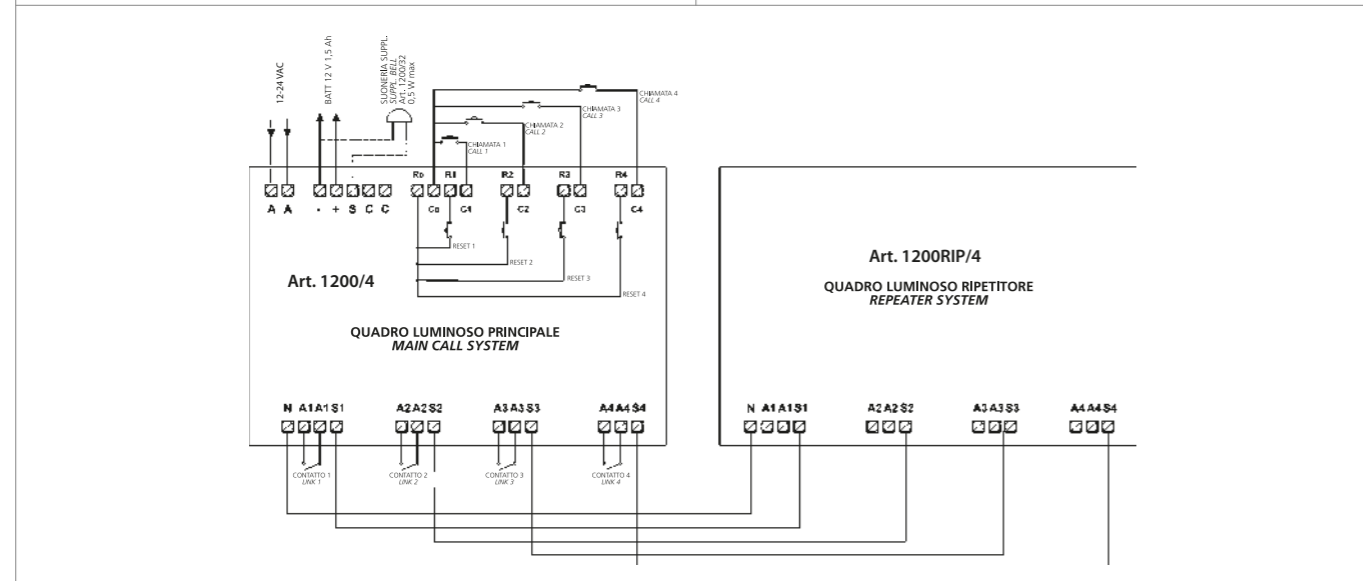 12-24 VAC
BATT 12 V 1,5 Ah
SUONERIA SUPPL.
SUPPL. BELL
Art. 1200/32
0,5 W max
CHIAMATA 4
CALL 4
CHIAMATA 3
CALL 3
CHIAMATA 2
CALL 2
CHIAMATA 1
CALL 1
Ro R1 R2 R3 R4
A A - + S C C Co C1 C2 C3 C4
RESET 1
RESET 2
RESET 3
RESET 4
Art. 1200/4
QUADRO LUMINOSO PRINCIPALE
MAIN CALL SYSTEM
N A1 A1 S1 A2 A2 S2 A3 A3 S3 A4 A4 S4
CONTATTO 1
LINK 1
CONTATTO 2
LINK 2
CONTATTO 3
LINK 3
CONTATTO 4
LINK 4
Art. 1200RIP/4
QUADRO LUMINOSO RIPETITORE
REPEATER SYSTEM
N A1 A1 S1 A2 A2 S2 A3 A3 S3 A4 A4 S4